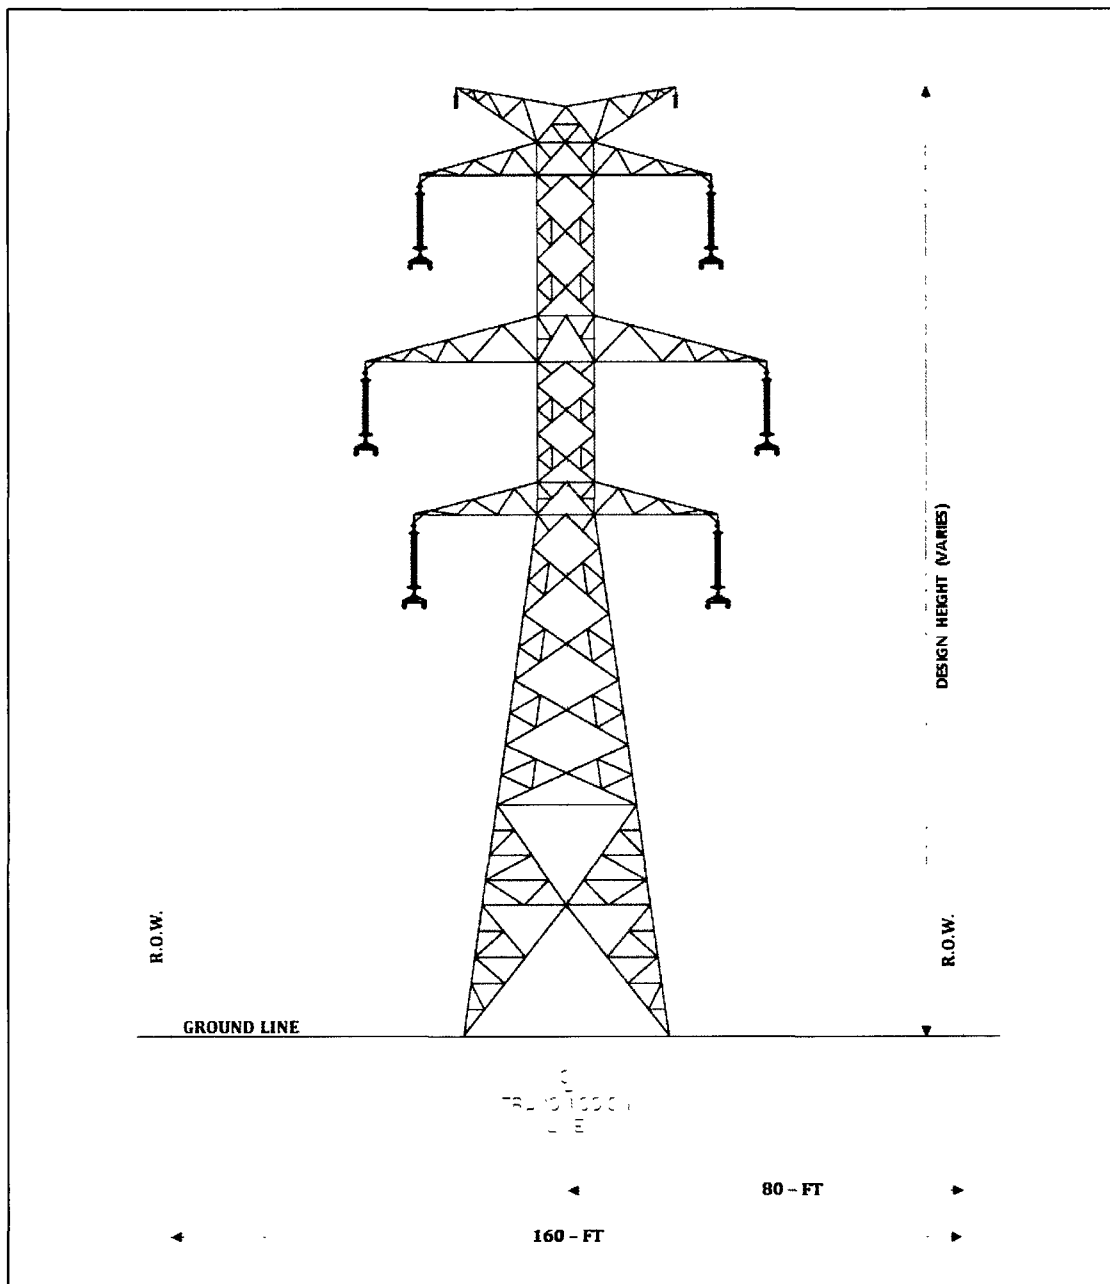 DESIGN HEIGHT (VARIES)
R.O.W.
R.O.W.
GROUND LINE
80 - FT
160 - FT